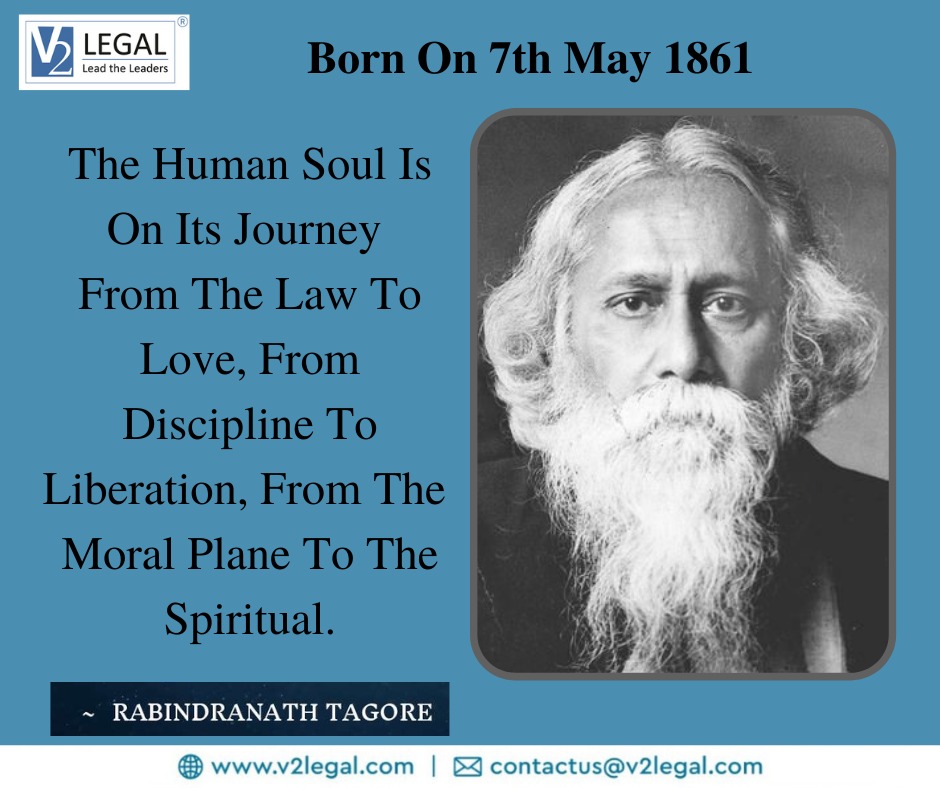 V2 LEGAL ®
Lead the Leaders
Born On 7th May 1861
The Human Soul Is
On Its Journey
From The Law To
Love, From
Discipline To
Liberation, From The
Moral Plane To The
Spiritual.
~ RABINDRANATH TAGORE
www.v2legal.com | contactus@v2legal.com